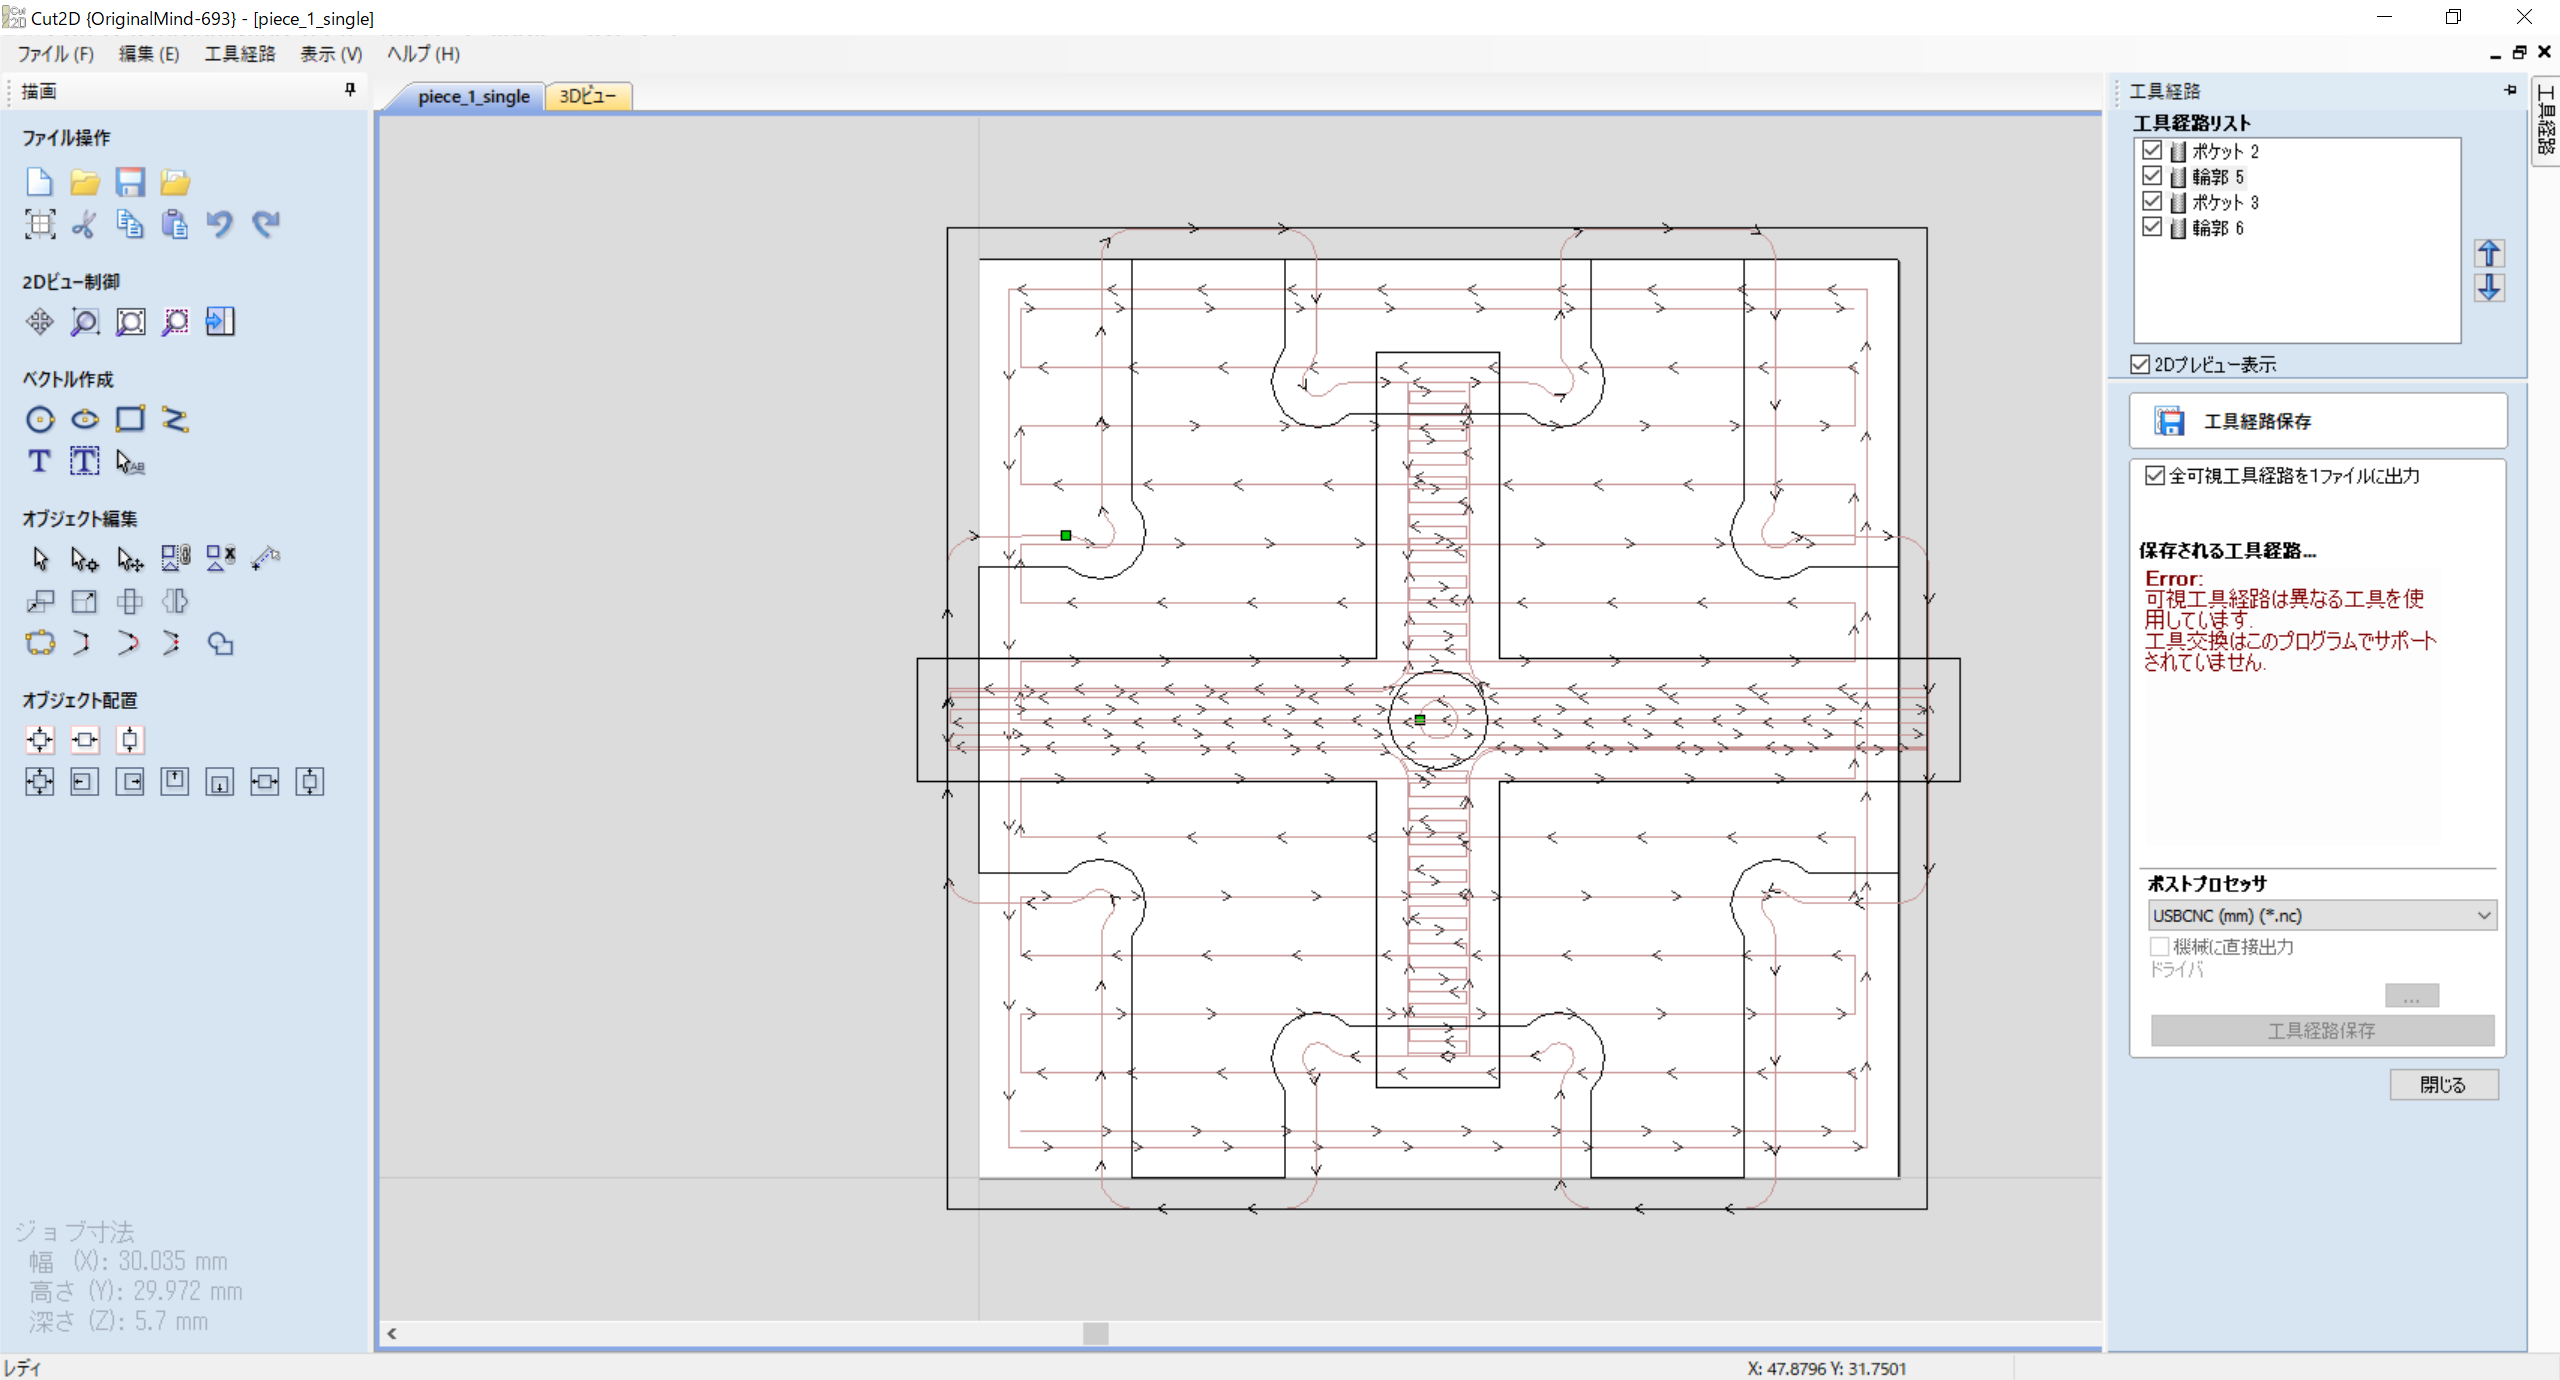 Cut2D {OriginalMind-693} - [piece_1_single]
ファイル (F) 編集 (E) 工具経路 表示 (V) ヘルプ (H)
描画
ファイル操作
2Dビュー制御
ベクトル作成
オブジェクト編集
オブジェクト配置
ジョブ寸法
幅 (X): 30.035 mm
高さ (Y): 29.972 mm
深さ (Z): 5.7 mm
piece_1_single 3Dビュー
工具経路
工具経路
工具経路リスト
ポケット 2
輪郭 5
ポケット 3
輪郭 6
2Dプレビュー表示
工具経路保存
全可視工具経路を1ファイルに出力
保存される工具経路...
Error:
可視工具経路は異なる工具を使
用しています.
工具交換はこのプログラムでサポート
されていません.
ポストプロセッサ
USBCNC (mm) (*.nc)
機械に直接出力
ドライバ
...
工具経路保存
閉じる
レディ
X: 47.8796 Y: 31.7501